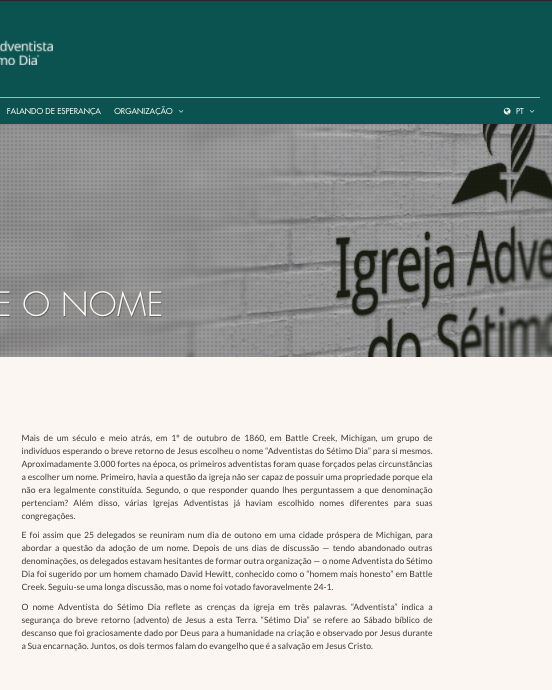 dventista
mo Dia
FALANDO DE ESPERANÇA ORGANIZAÇÃO PT
Igreja Adve
do Sétimo
E O NOME
Mais de um século e meio atrás, em 1º de outubro de 1860, em Battle Creek, Michigan, um grupo de
indivíduos esperando o breve retorno de Jesus escolheu o nome “Adventistas do Sétimo Dia” para si mesmos.
Aproximadamente 3.000 fortes na época, os primeiros adventistas foram quase forçados pelas circunstâncias
a escolher um nome. Primeiro, havia a questão da igreja não ser capaz de possuir uma propriedade porque ela
não era legalmente constituída. Segundo, o que responder quando lhes perguntassem a que denominação
pertenciam? Além disso, várias Igrejas Adventistas já haviam escolhido nomes diferentes para suas
congregações.
E foi assim que 25 delegados se reuniram num dia de outono em uma cidade próspera de Michigan, para
abordar a questão da adoção de um nome. Depois de uns dias de discussão — tendo abandonado outras
denominações, os delegados estavam hesitantes de formar outra organização — o nome Adventista do Sétimo
Dia foi sugerido por um homem chamado David Hewitt, conhecido como o “homem mais honesto” em Battle
Creek. Seguiu-se uma longa discussão, mas o nome foi votado favoravelmente 24-1.
O nome Adventista do Sétimo Dia reflete as crenças da igreja em três palavras. “Adventista” indica a
segurança do breve retorno (advento) de Jesus a esta Terra. “Sétimo Dia” se refere ao Sábado bíblico de
descanso que foi graciosamente dado por Deus para a humanidade na criação e observado por Jesus durante
a Sua encarnação. Juntos, os dois termos falam do evangelho que é a salvação em Jesus Cristo.